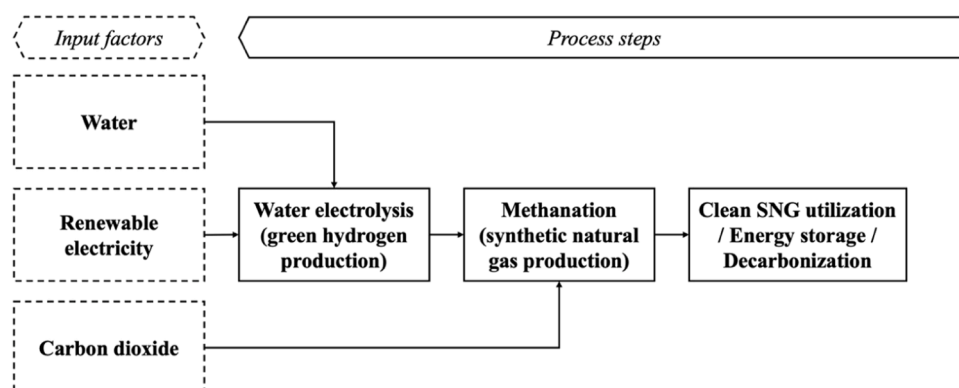 Input factors
Process steps
Water
Renewable
electricity
Water electrolysis
(green hydrogen
production)
Methanation
(synthetic natural
gas production)
Clean SNG utilization
/ Energy storage /
Decarbonization
Carbon dioxide